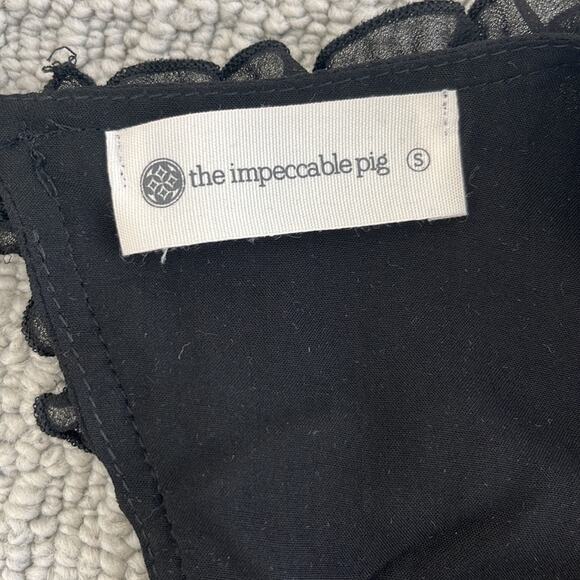 the impeccable pig S